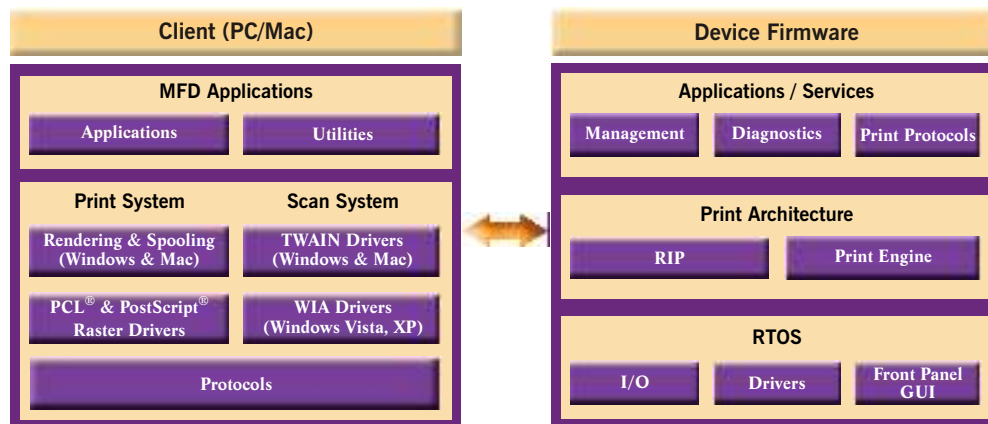 Client (PC/Mac)
MFD Applications
Applications
Utilities
Print System
Scan System
Rendering & Spooling
(Windows & Mac)
TWAIN Drivers
(Windows & Mac)
PCL® & PostScript®
Raster Drivers
WIA Drivers
(Windows Vista, XP)
Protocols
Device Firmware
Applications / Services
Management
Diagnostics
Print Protocols
Print Architecture
RIP
Print Engine
RTOS
I/O
Drivers
Front Panel
GUI